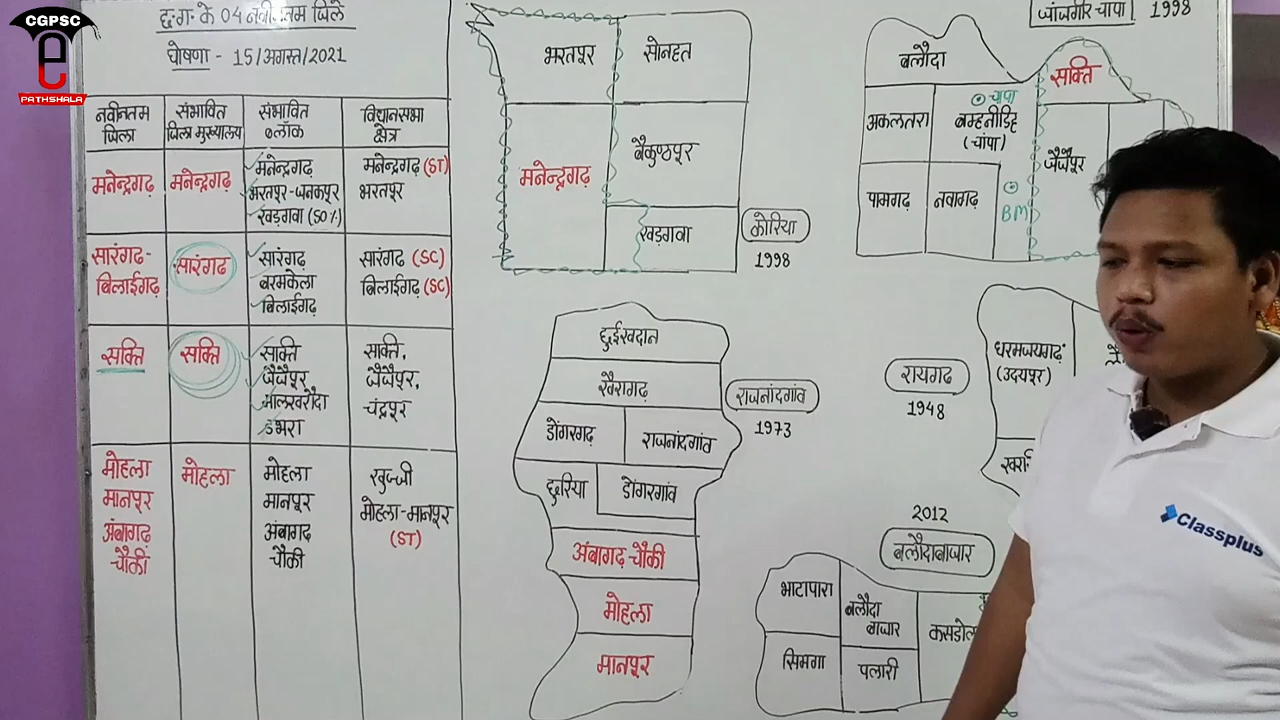 CGPSC
e
PATHSHALA
छ.ग. के 04 नवीनतम जिले
घोषणा - 15/अगस्त/2021
नवीनतम जिला
संभावित जिला मुख्यालय
संभावित ब्लॉक
विधानसभा क्षेत्र
मनेन्द्रगढ़
मनेन्द्रगढ़
मनेन्द्रगढ़
भरतपुर-जनकपुर
खड़गवा (50%)
मनेन्द्रगढ़ (ST)
भरतपुर
सारंगढ-
बिलाईगढ़
सारंगढ
सारंगढ़
बरमकेला
बिलाईगढ़
सारंगढ (SC)
बिलाईगढ (SC)
सक्ति
सक्ति
सक्ति
जैजैपुर
मालखरौदा
डभरा
सक्ति,
जैजैपुर,
चंद्रपुर
मोहला
मानपुर
अंबागढ
चौकी
मोहला
मोहला
मानपुर
अंबागढ
चौकी
खुज्जी
मोहला-मानपुर
(ST)
भरतपुर
सोनहत
मनेन्द्रगढ़
बैकुण्ठपुर
खडगवा
कोरिया
1998
छुईखदान
खैरागढ़
डोंगरगढ़
राजनांदगांव
छुरिया
डोंगरगांव
अंबागढ-चौकी
मोहला
मानपुर
राजनांदगांव
1973
जांजगीर चांपा 1998
बलौदा
सक्ति
अकलतरा
चांपा
बम्हनीडिह
(चांपा)
जैजैपुर
पामगढ़
नवागढ़
BM
रायगढ
1948
धरमजयगढ़
(उदयपुर)
2012
बलौदाबाजार
भाटापारा
बलौदा
बाजार
सिमगा
पलारी
Classplus